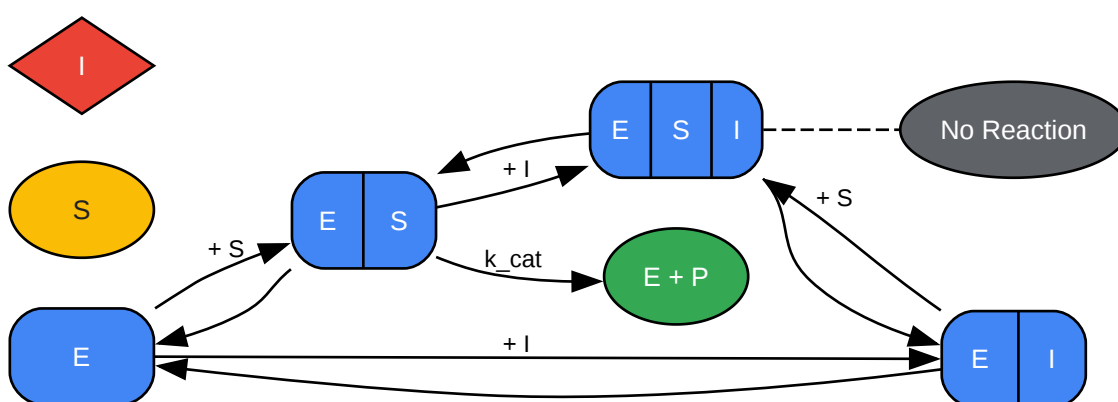 I
E S I
No Reaction
+ I
S
+ S
E S
+ S
k_cat
E + P
E
+ I
E I